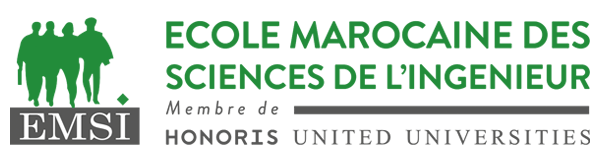 EMSI
ECOLE MAROCAINE DES
SCIENCES DE L'INGENIEUR
Membre de
HONORIS UNITED UNIVERSITIES